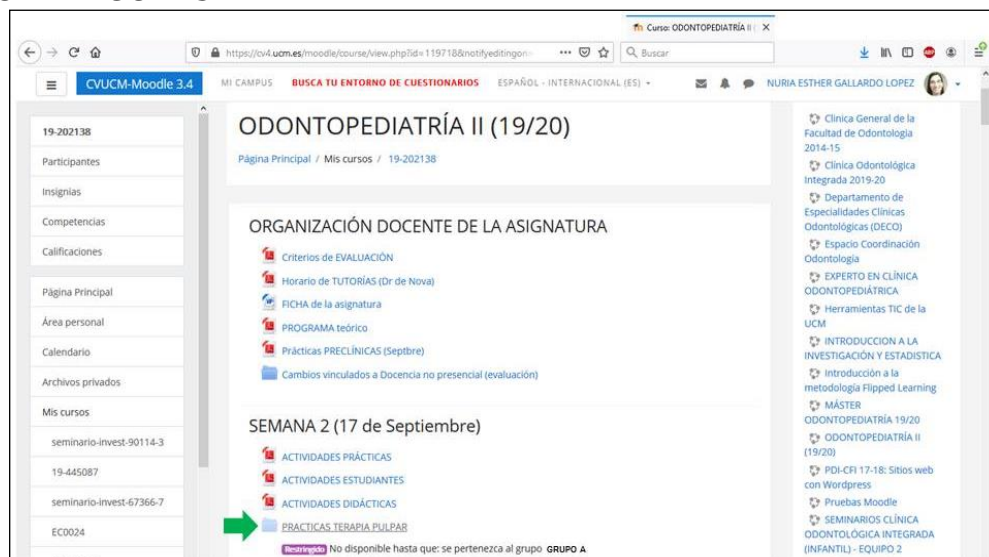 Curso: ODONTOPEDIATRÍA II (
https://cv4.ucm.es/moodle/course/view.php?id=119718&notifyeditingon=
Buscar
CVUCM-Moodle 3.4
MI CAMPUS
BUSCA TU ENTORNO DE CUESTIONARIOS
ESPAÑOL - INTERNACIONAL (ES)
NURIA ESTHER GALLARDO LOPEZ
19-202138
Participantes
Insignias
Competencias
Calificaciones
Página Principal
Área personal
Calendario
Archivos privados
Mis cursos
seminario-invest-90114-3
19-445087
seminario-invest-67366-7
EC0024
ODONTOPEDIATRÍA II (19/20)
Página Principal / Mis cursos / 19-202138
ORGANIZACIÓN DOCENTE DE LA ASIGNATURA
Criterios de EVALUACIÓN
Horario de TUTORÍAS (Dr de Nova)
FICHA de la asignatura
PROGRAMA teórico
Prácticas PRECLÍNICAS (Septbre)
Cambios vinculados a Docencia no presencial (evaluación)
SEMANA 2 (17 de Septiembre)
ACTIVIDADES PRÁCTICAS
ACTIVIDADES ESTUDIANTES
ACTIVIDADES DIDÁCTICAS
PRACTICAS TERAPIA PULPAR
Restringido No disponible hasta que: se pertenezca al grupo GRUPO A
Clinica General de la
Facultad de Odontologia
2014-15
Clínica Odontológica
Integrada 2019-20
Departamento de
Especialidades Clínicas
Odontológicas (DECO)
Espacio Coordinación
Odontología
EXPERTO EN CLÍNICA
ODONTOPEDIÁTRICA
Herramientas TIC de la
UCM
INTRODUCCION A LA
INVESTIGACIÓN Y ESTADISTICA
Introducción a la
metodología Flipped Learning
MÁSTER
ODONTOPEDIATRÍA 19/20
ODONTOPEDIATRÍA II
(19/20)
PDI-CFI 17-18: Sitios web
con Wordpress
Pruebas Moodle
SEMINARIOS CLÍNICA
ODONTOLÓGICA INTEGRADA
(INFANTIL) - EQUIPO 2